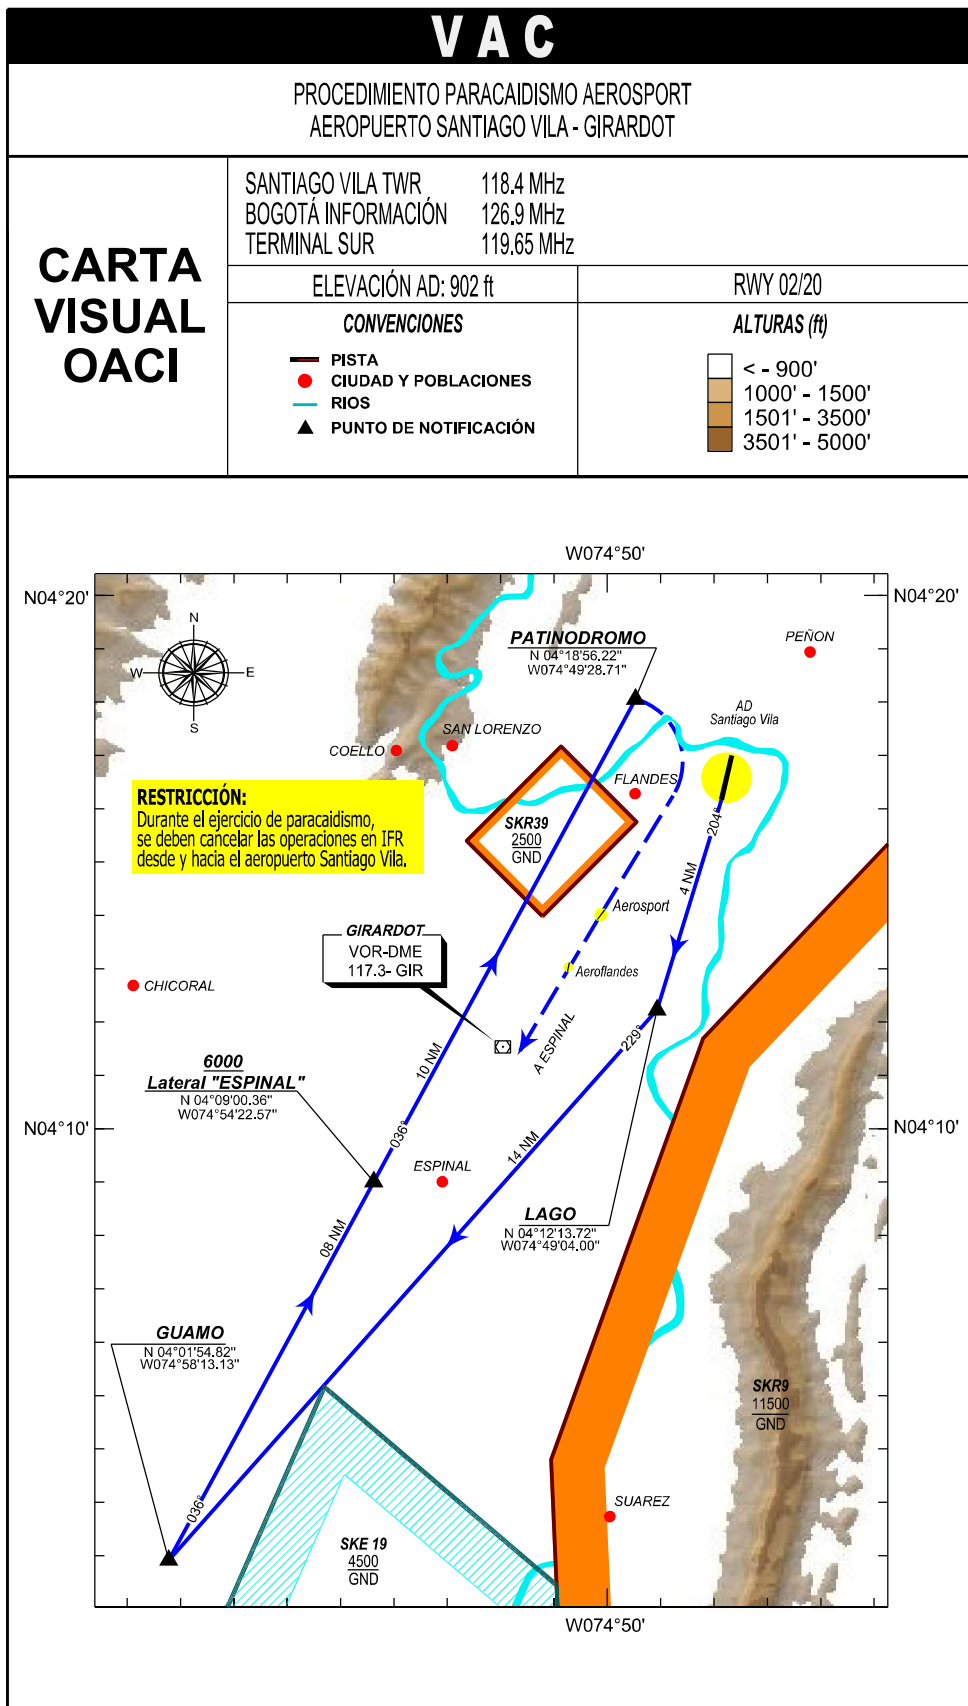 VAC
PROCEDIMIENTO PARACAIDISMO AEROSPORT
AEROPUERTO SANTIAGO VILA - GIRARDOT
CARTA
VISUAL
OACI
SANTIAGO VILA TWR 118.4 MHz
BOGOTÁ INFORMACIÓN 126.9 MHz
TERMINAL SUR 119.65 MHz
ELEVACIÓN AD: 902 ft
RWY 02/20
CONVENCIONES
PISTA
CIUDAD Y POBLACIONES
RIOS
PUNTO DE NOTIFICACIÓN
ALTURAS (ft)
< - 900'
1000' - 1500'
1501' - 3500'
3501' - 5000'
W074°50'
N04°20'
N04°20'
N
W
E
S
PATINODROMO
N 04°18'56.22"
W074°49'28.71"
PEÑON
AD
Santiago Vila
SAN LORENZO
COELLO
FLANDES
RESTRICCIÓN:
Durante el ejercicio de paracaidismo,
se deben cancelar las operaciones en IFR
desde y hacia el aeropuerto Santiago Vila.
SKR39
2500
GND
204°
4 NM
Aerosport
GIRARDOT
VOR-DME
117.3- GIR
Aeroflandes
CHICORAL
A ESPINAL
229°
10 NM
6000
Lateral "ESPINAL"
N 04°09'00.36"
W074°54'22.57"
036°
N04°10'
N04°10'
14 NM
ESPINAL
LAGO
N 04°12'13.72"
W074°49'04.00"
08 NM
GUAMO
N 04°01'54.82"
W074°58'13.13"
SKR9
11500
GND
036°
SUAREZ
SKE 19
4500
GND
W074°50'